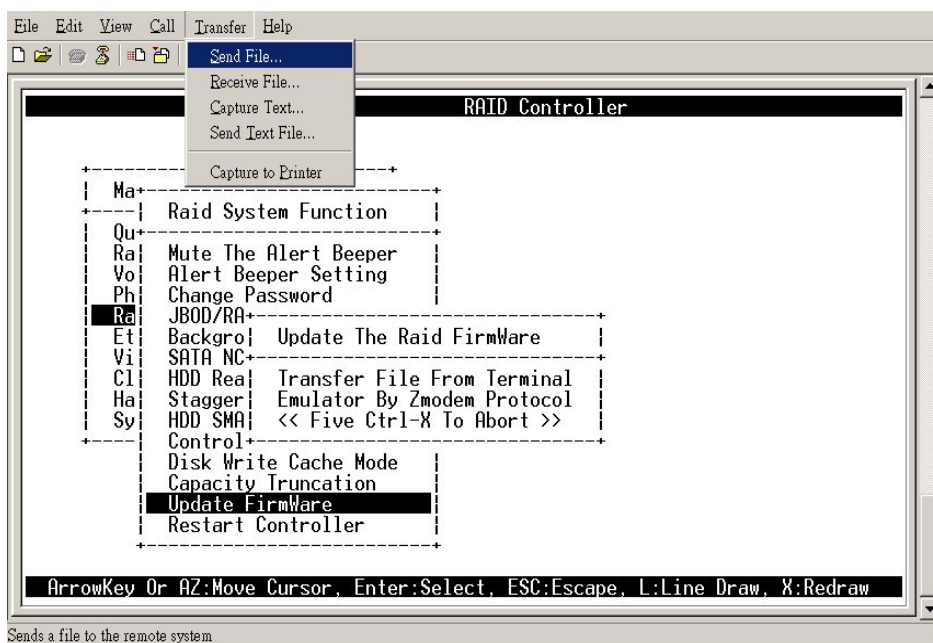 File Edit View Call Transfer Help
Send File...
Receive File...
Capture Text...
Send Text File...
Capture to Printer
RAID Controller
Ma
Raid System Function
Qu
Ra Mute The Alert Beeper
Vo Alert Beeper Setting
Ph Change Password
Ra JBOD/RA
Et Backgro Update The Raid FirmWare
Vi SATA NC
Cl HDD Rea Transfer File From Terminal
Ha Stagger Emulator By Zmodem Protocol
Sy HDD SMA << Five Ctrl-X To Abort >>
Control
Disk Write Cache Mode
Capacity Truncation
Update FirmWare
Restart Controller
ArrowKey Or AZ:Move Cursor, Enter:Select, ESC:Escape, L:Line Draw, X:Redraw
Sends a file to the remote system